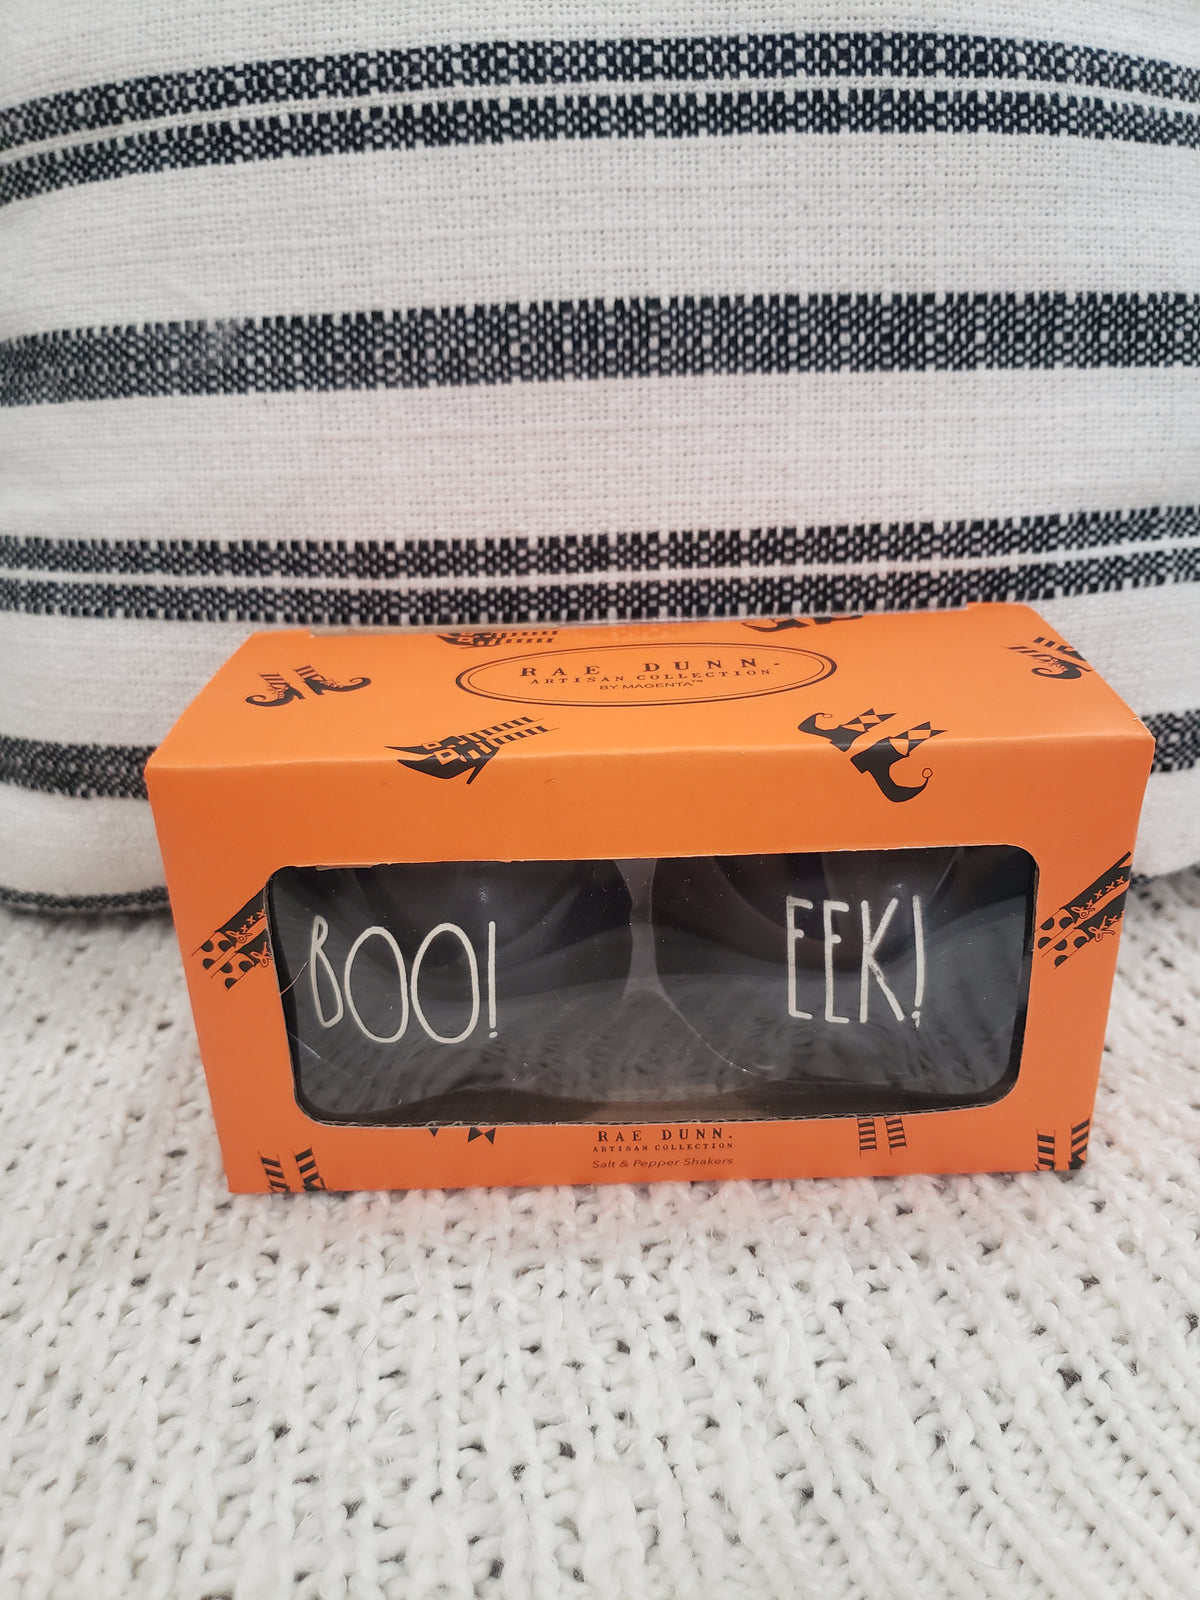 RAE DUNN.
ARTISAN COLLECTION
BY MAGENTA™
BOO!
EEK!
RAE DUNN.
ARTISAN COLLECTION
Salt & Pepper Shakers